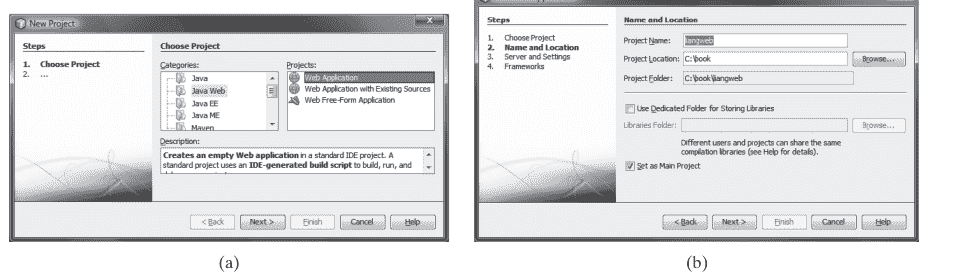 New Project
Steps
1. Choose Project
2. ...
Choose Project
Categories:
Java
Java Web
Java EE
Java ME
Maven
Projects:
Web Application
Web Application with Existing Sources
Web Free-Form Application
Description:
Creates an empty Web application in a standard IDE project. A
standard project uses an IDE-generated build script to build, run, and
< Back Next > Finish Cancel Help
(a)
Steps
1. Choose Project
2. Name and Location
3. Server and Settings
4. Frameworks
Name and Location
Project Name: liangweb
Project Location: C:\book Browse...
Project Folder: C:\book\liangweb
Use Dedicated Folder for Storing Libraries
Libraries Folder: Browse...
Different users and projects can share the same
compilation libraries (see Help for details).
Set as Main Project
< Back Next > Finish Cancel Help
(b)